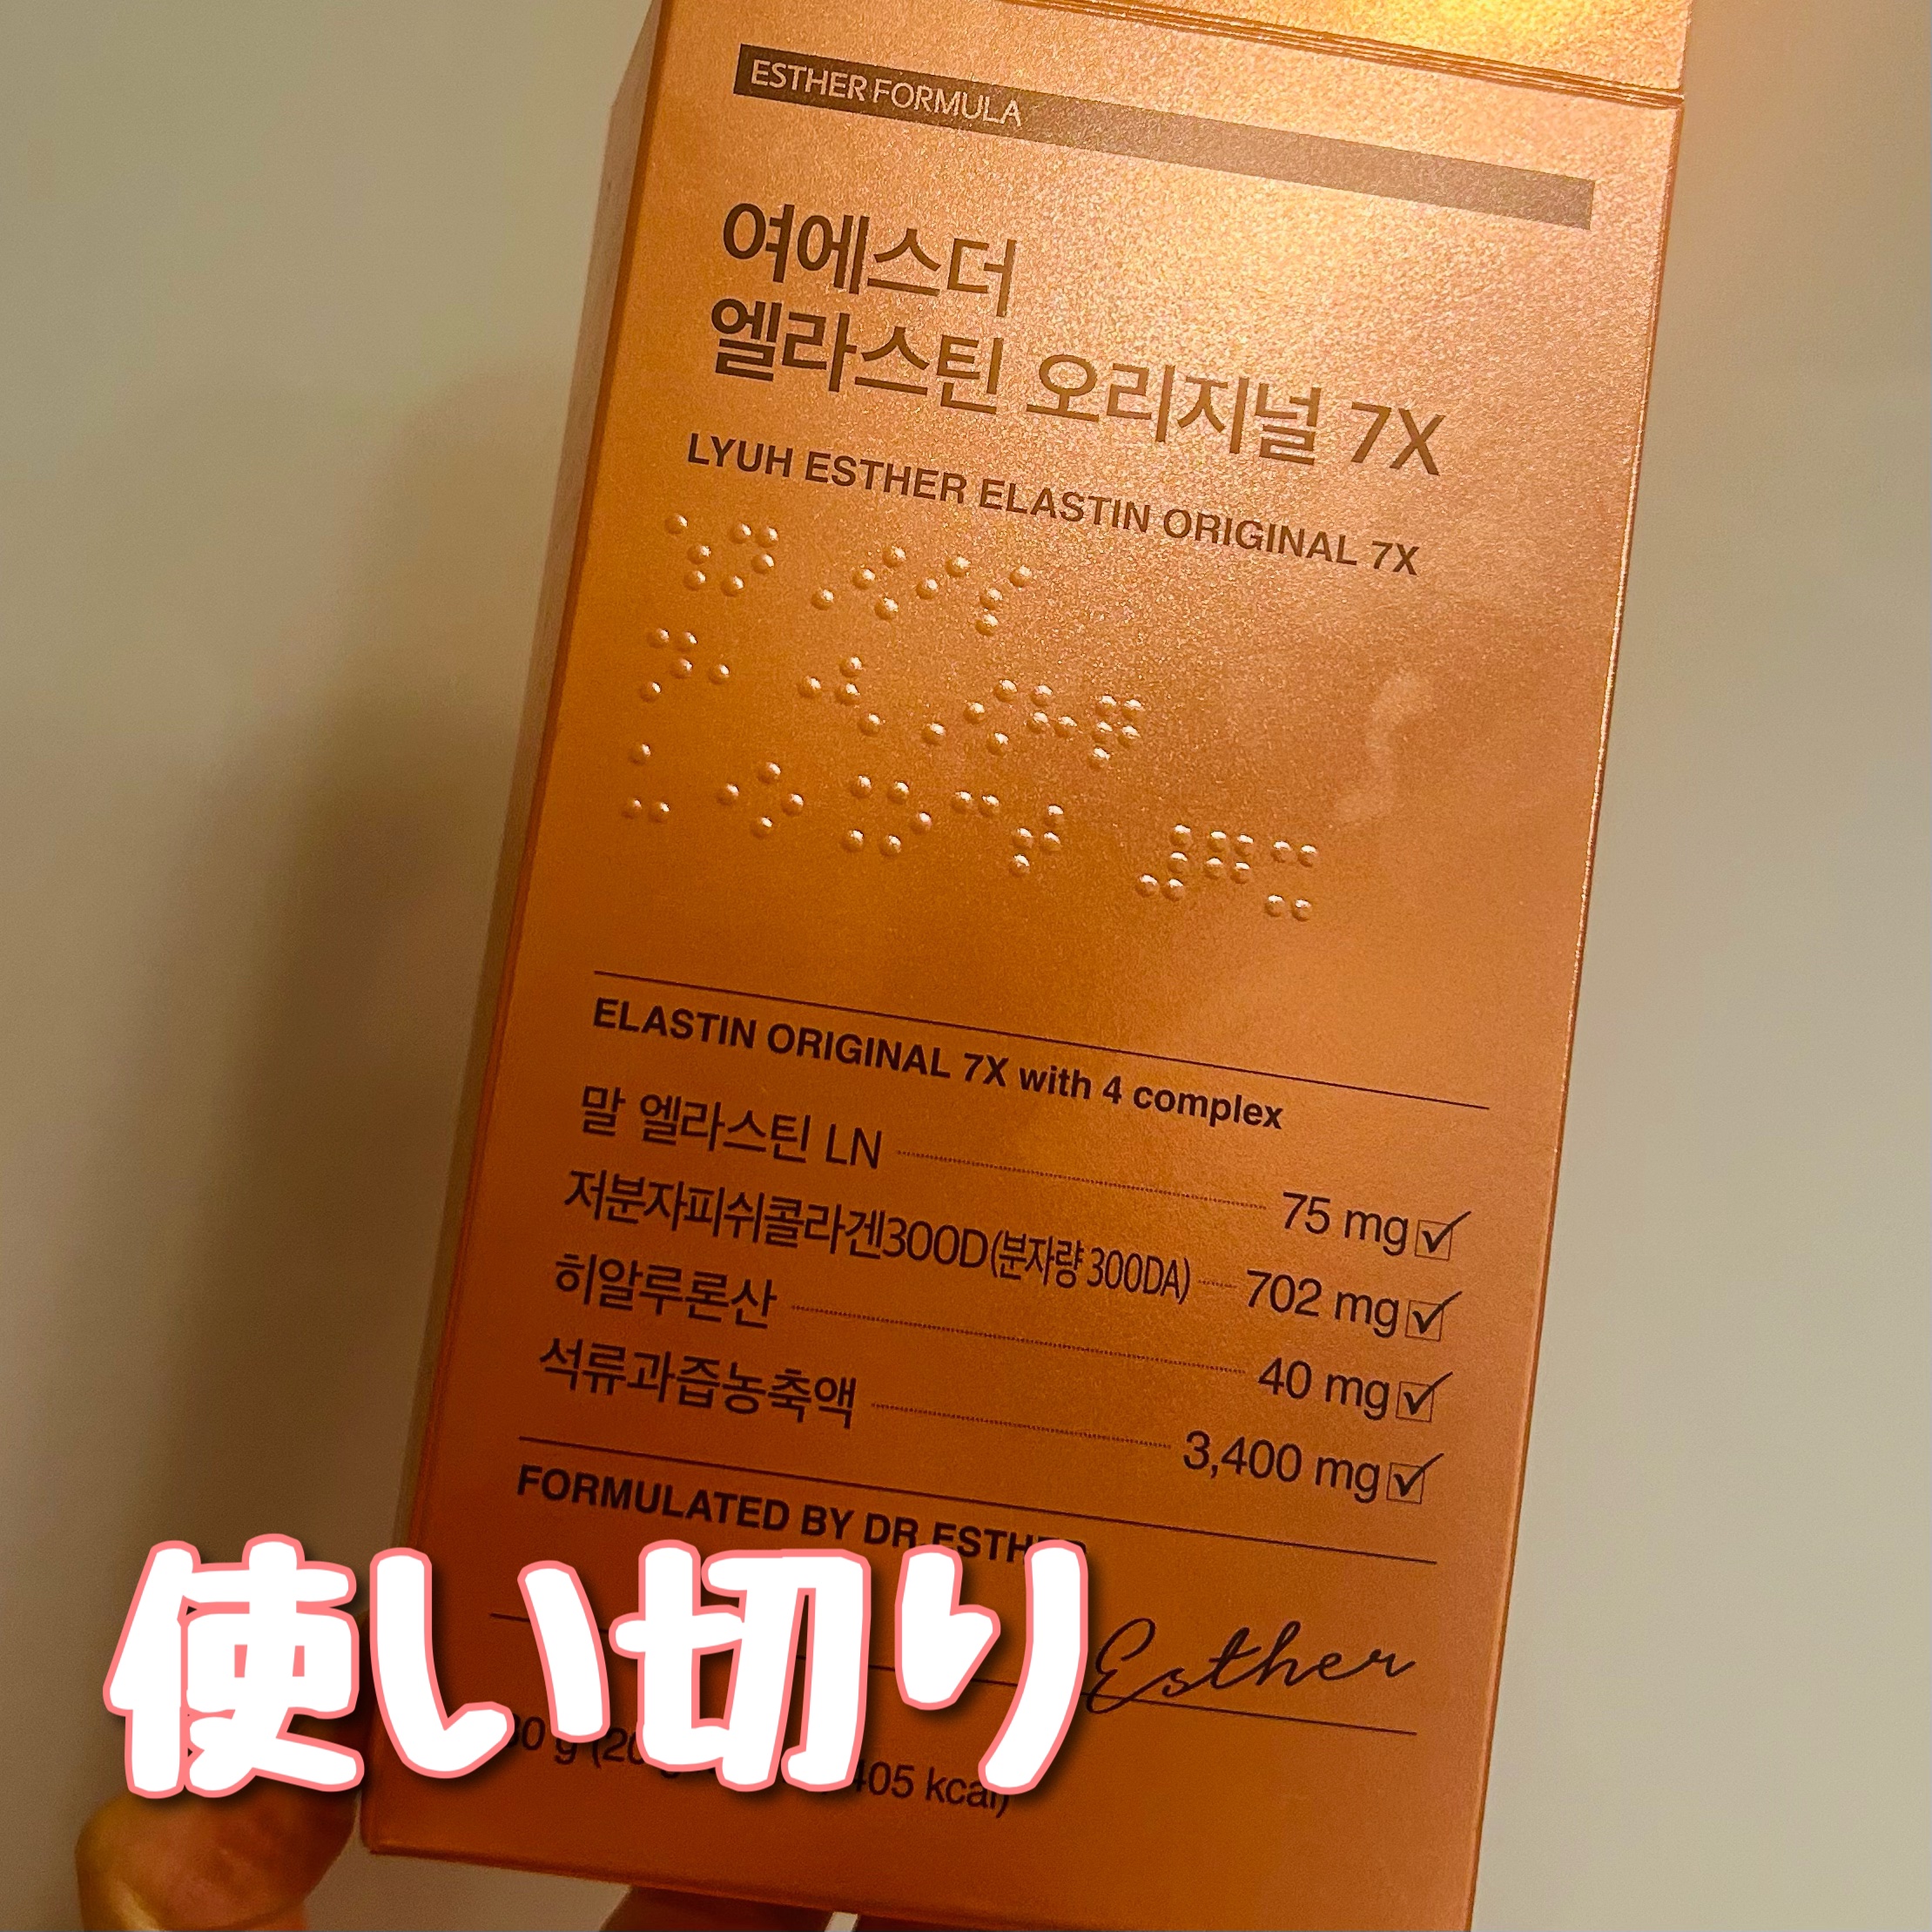 ESTHER FORMULA
여에스더
엘라스틴 오리지널 7X
LYUH ESTHER ELASTIN ORIGINAL 7X
ELASTIN ORIGINAL 7X with 4 complex
말 엘라스틴 LN 75 mg
저분자피쉬콜라겐300D(분자량 300DA) 702 mg
히알루론산 40 mg
석류과즙농축액 3,400 mg
FORMULATED BY DR.ESTHER
Esther
405 kcal)
使い切り